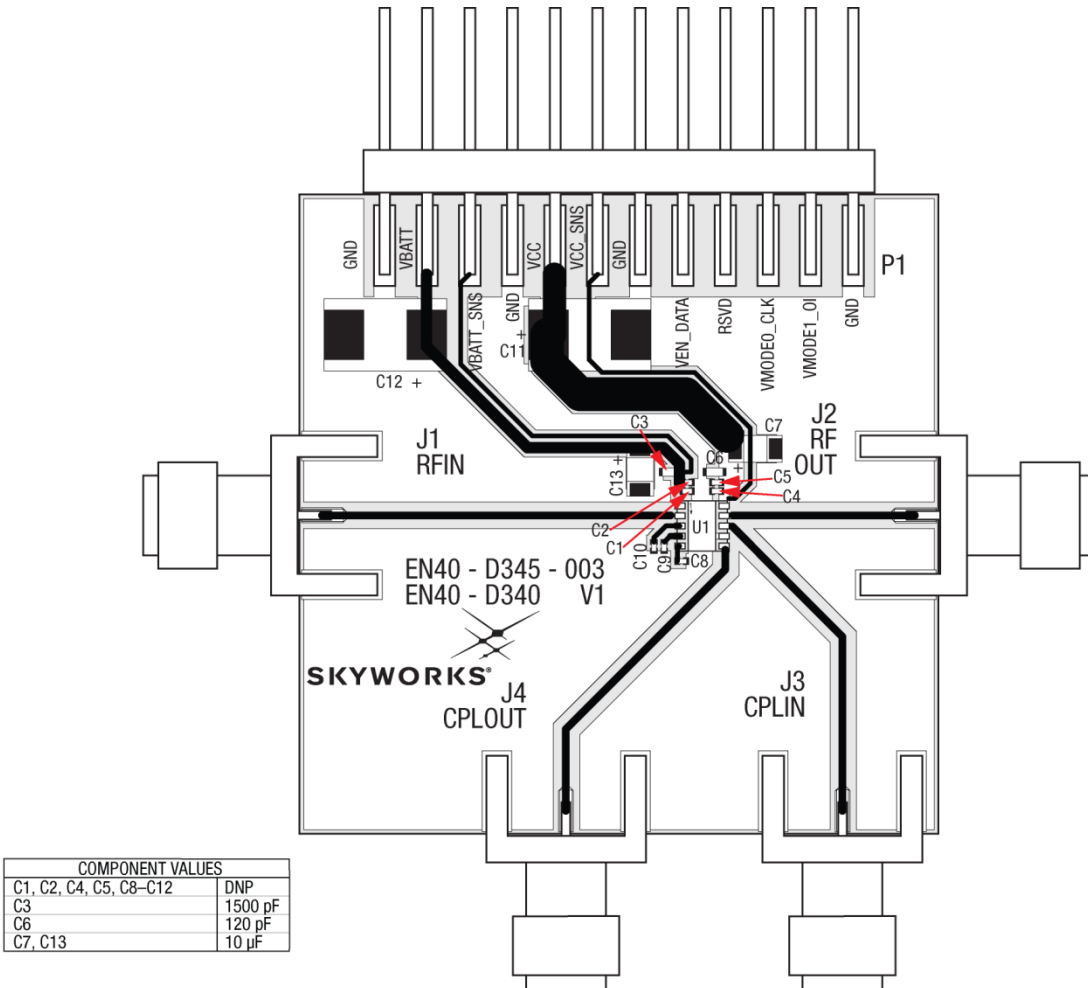 GND
VBATT
VBATT_SNS
GND
VCC
VCC_SNS
GND
VEN_DATA
RSVD
VMODE0_CLK
VMODE1_0I
GND
P1
C12 +
+
C11
C3
J1
RFIN
C13 +
C6
C7
+
J2
RF
OUT
C5
C4
C2
C1
U1
C10
C9
C8
EN40 - D345 - 003
EN40 - D340 V1
SKYWORKS®
J4
CPLOUT
J3
CPLIN
COMPONENT VALUES
C1, C2, C4, C5, C8–C12 DNP
C3 1500 pF
C6 120 pF
C7, C13 10 µF